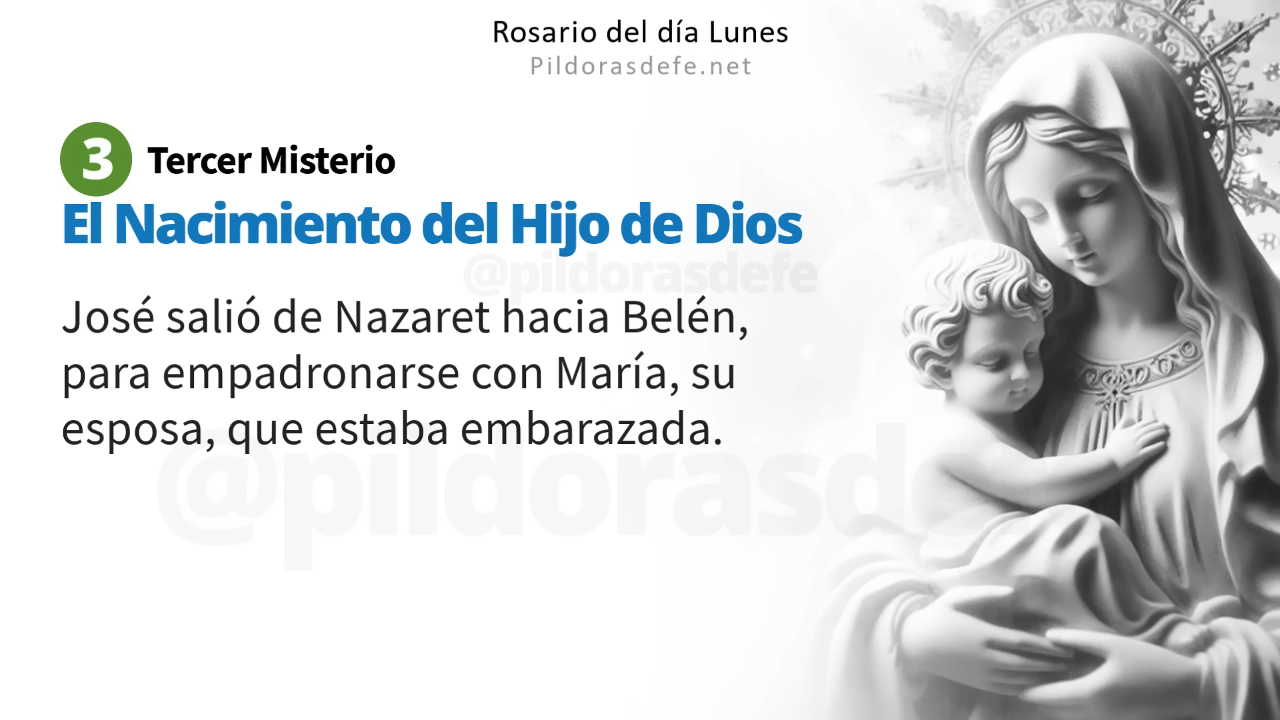 Rosario del día Lunes
Pildorasdefe.net
3 Tercer Misterio
El Nacimiento del Hijo de Dios
@pildorasdefe
José salió de Nazaret hacia Belén,
para empadronarse con María, su
esposa, que estaba embarazada.
@pildorasd